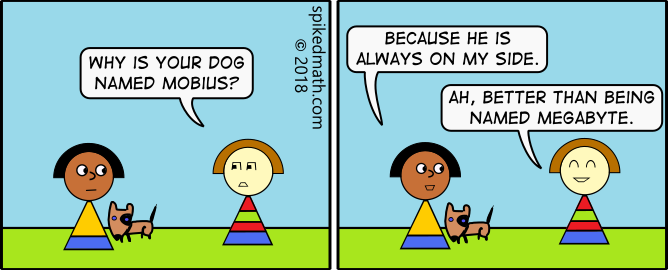 WHY IS YOUR DOG
NAMED MOBIUS?
spikedmath.com
© 2018
BECAUSE HE IS
ALWAYS ON MY SIDE.
AH, BETTER THAN BEING
NAMED MEGABYTE.